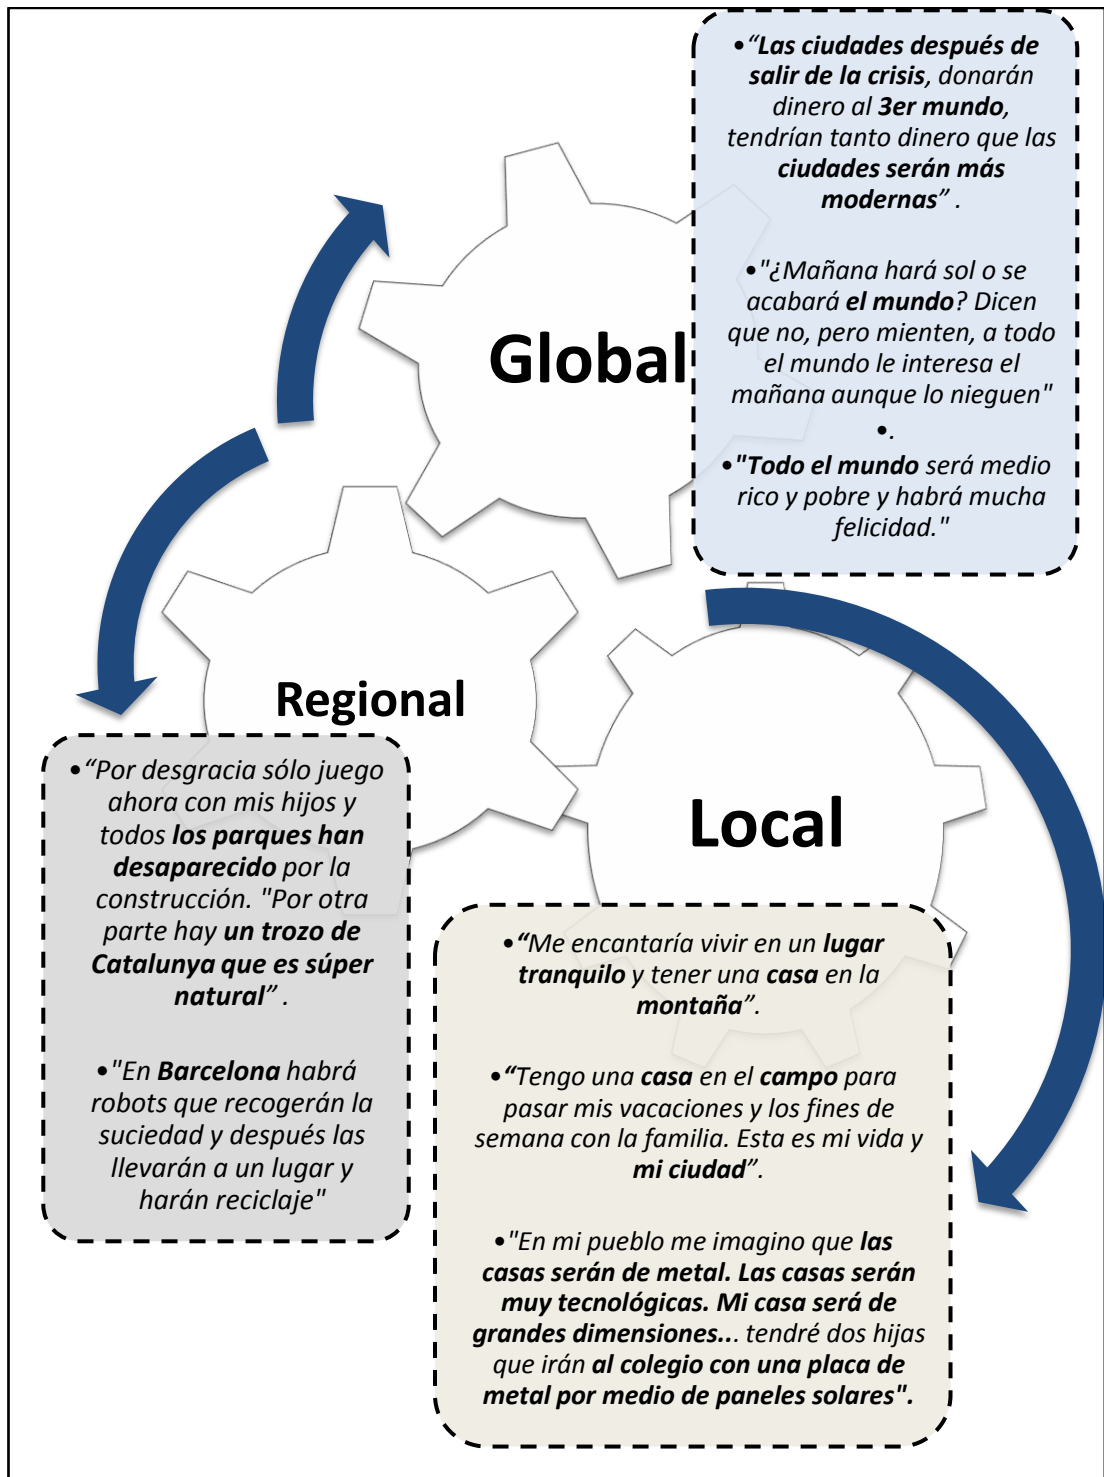 •“Las ciudades después de
salir de la crisis, donarán
dinero al 3er mundo,
tendrían tanto dinero que las
ciudades serán más
modernas” .
•"¿Mañana hará sol o se
acabará el mundo? Dicen
que no, pero mienten, a todo
el mundo le interesa el
mañana aunque lo nieguen"
•.
•"Todo el mundo será medio
rico y pobre y habrá mucha
felicidad."
Global
Regional
•“Por desgracia sólo juego
ahora con mis hijos y
todos los parques han
desaparecido por la
construcción. "Por otra
parte hay un trozo de
Catalunya que es súper
natural” .
•"En Barcelona habrá
robots que recogerán la
suciedad y después las
llevarán a un lugar y
harán reciclaje"
Local
•“Me encantaría vivir en un lugar
tranquilo y tener una casa en la
montaña”.
•“Tengo una casa en el campo para
pasar mis vacaciones y los fines de
semana con la familia. Esta es mi vida y
mi ciudad”.
•"En mi pueblo me imagino que las
casas serán de metal. Las casas serán
muy tecnológicas. Mi casa será de
grandes dimensiones... tendré dos hijas
que irán al colegio con una placa de
metal por medio de paneles solares".